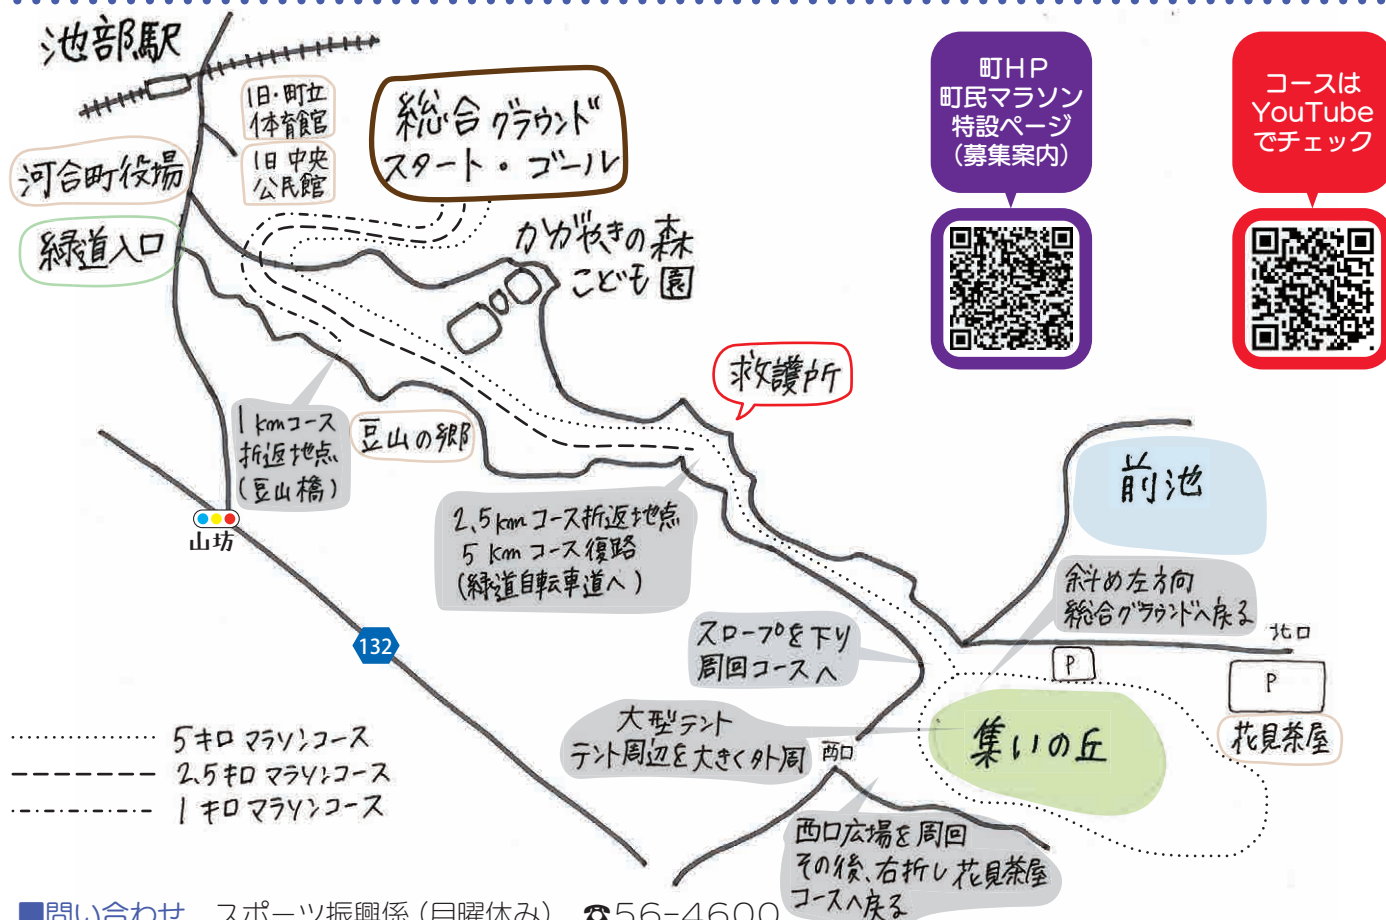 池部駅
旧・町立
体育館
旧中央
公民館
総合グラウンド
スタート・ゴール
町HP
町民マラソン
特設ページ
(募集案内)
コースは
YouTube
でチェック
河合町役場
緑道入口
かがやきの森
こども園
救護所
1kmコース
折返地点
(豆山橋)
豆山の郷
前池
山坊
2.5kmコース折返地点
5kmコース復路
(緑道自転車道へ)
斜め左方向
総合グラウンドへ戻る
北口
132
スロープを下り
周回コースへ
P
P
大型テント
テント周辺を大きく外周
西口
集いの丘
花見茶屋
5キロマラソンコース
2.5キロマラソンコース
1キロマラソンコース
西口広場を周回
その後、右折し花見茶屋
コースへ戻る
■問い合わせ スポーツ振興係(月曜休み) ☎56-4600